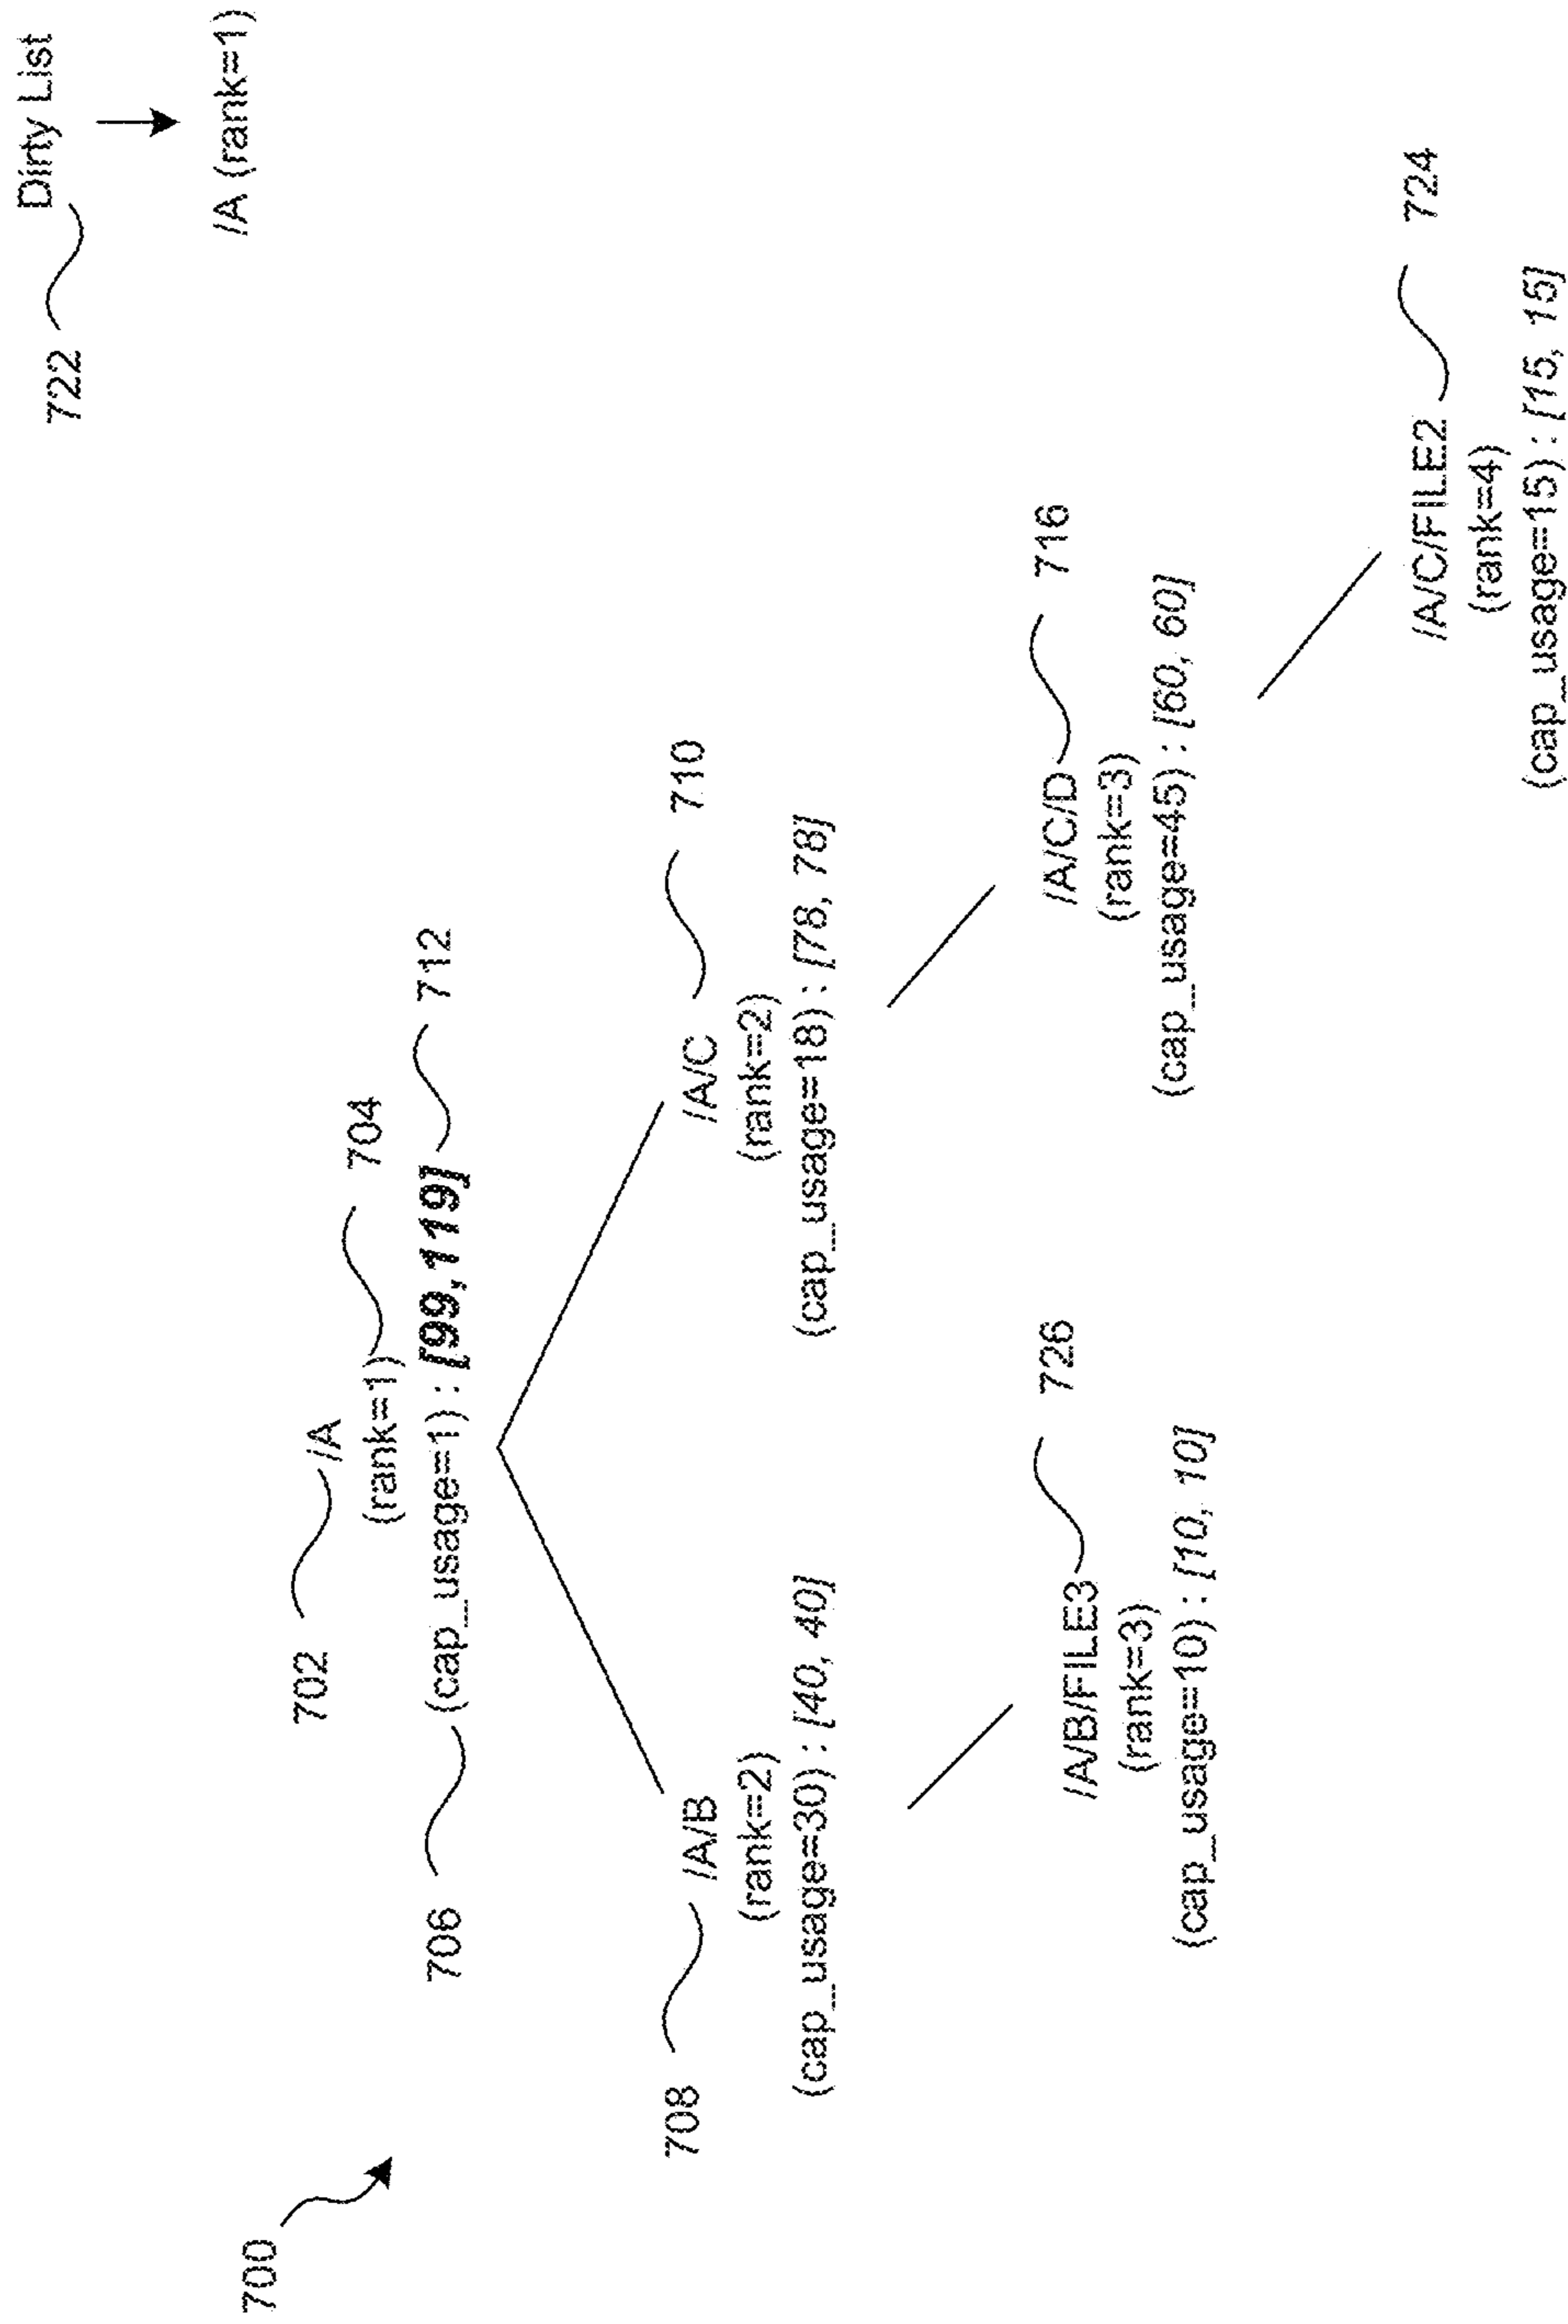 Dirty List
722
/A (rank=1)
700
702
/A
704
(rank=1)
706
(cap_usage=1) : [99,119]
712
708
/A/B
(rank=2)
(cap_usage=30) : [40, 40]
710
/A/C
(rank=2)
(cap_usage=18) : [78, 78]
726
/A/B/FILE3
(rank=3)
(cap_usage=10) : [10, 10]
716
/A/C/D
(rank=3)
(cap_usage=45) : [60, 60]
724
/A/C/FILE2
(rank=4)
(cap_usage=15) : [15, 15]